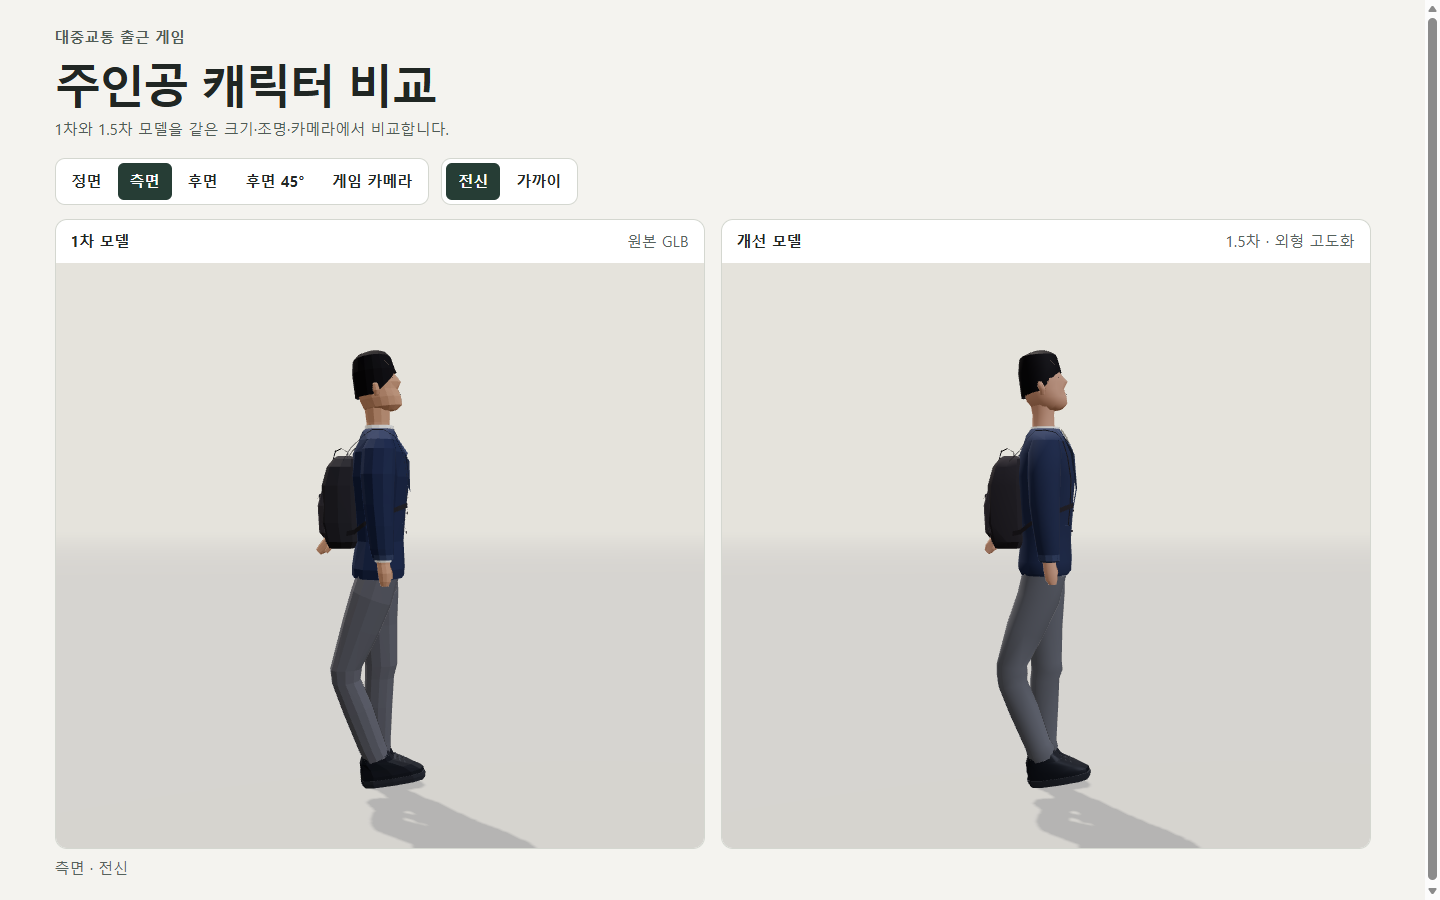 대중교통 출근 게임
주인공 캐릭터 비교
1차와 1.5차 모델을 같은 크기·조명·카메라에서 비교합니다.
정면 측면 후면 후면 45° 게임 카메라 전신 가까이
1차 모델 원본 GLB
개선 모델 1.5차 · 외형 고도화
측면 · 전신